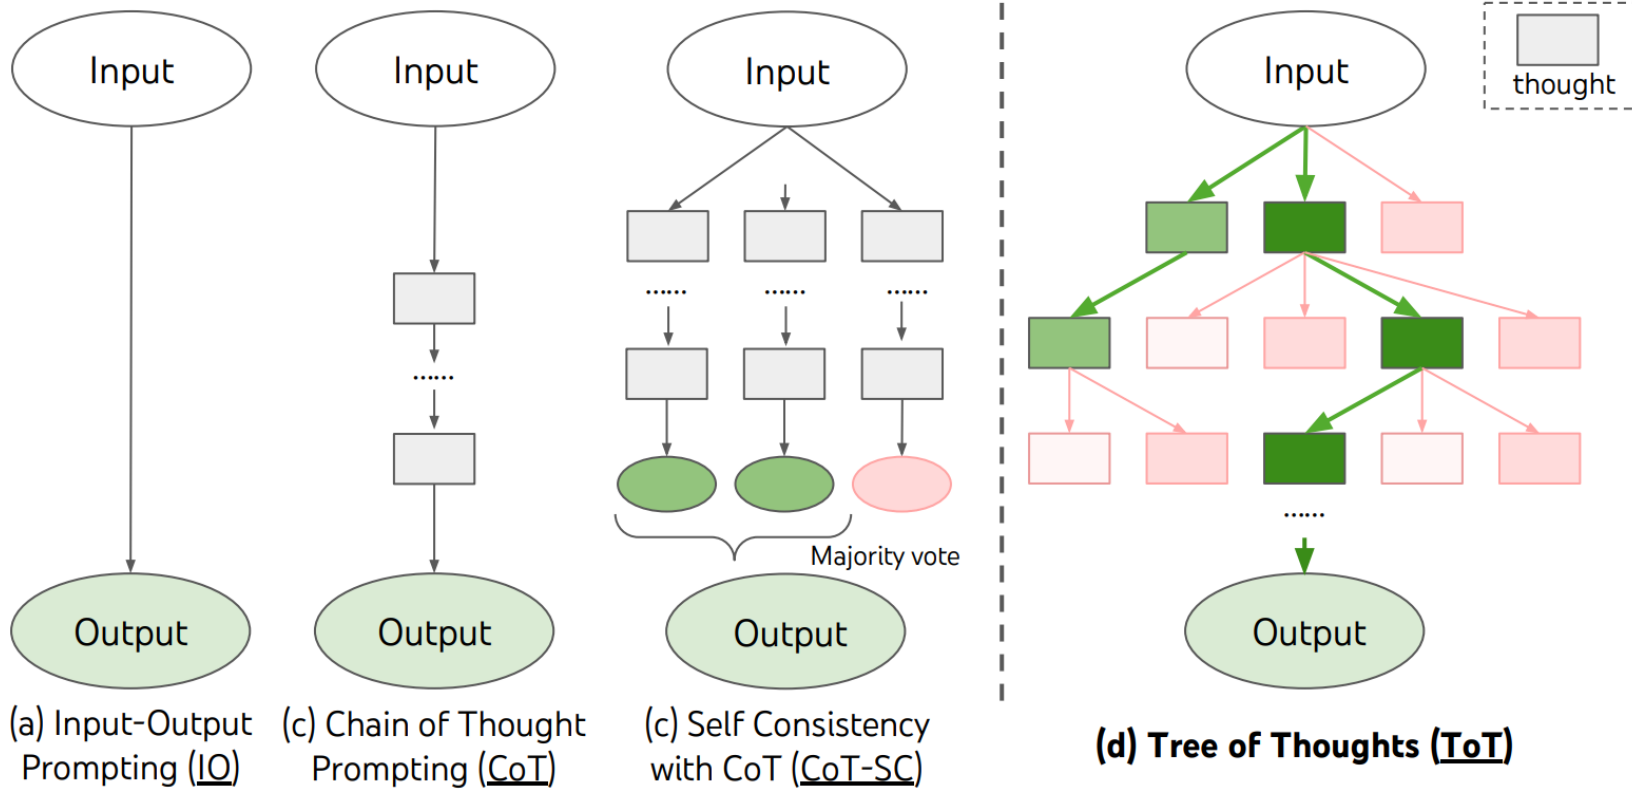 Input
Output
(a) Input-Output
Prompting (IO)
Input
......
Output
(c) Chain of Thought
Prompting (CoT)
Input
......
......
......
Majority vote
Output
(c) Self Consistency
with CoT (CoT-SC)
Input
thought
......
Output
(d) Tree of Thoughts (ToT)